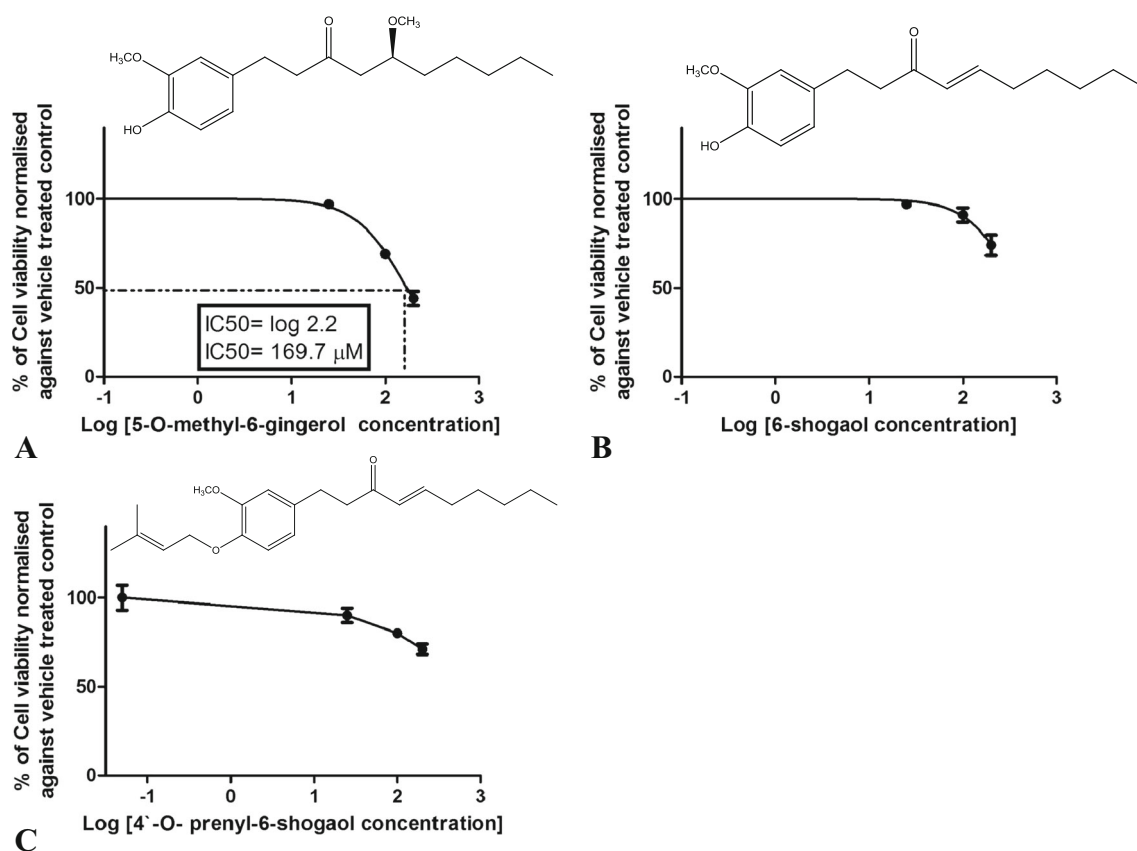 O
OCH₃
H₃CO
HO
% of Cell viability normalised
against vehicle treated control
100
50
0
IC50= log 2.2
IC50= 169.7 μM
-1 0 1 2 3
Log [5-O-methyl-6-gingerol concentration]
A
O
H₃CO
HO
% of Cell viability normalised
against vehicle treated control
100
50
0
-1 0 1 2 3
Log [6-shogaol concentration]
B
O
H₃CO
O
% of Cell viability normalised
against vehicle treated control
100
50
0
-1 0 1 2 3
Log [4`-O- prenyl-6-shogaol concentration]
C